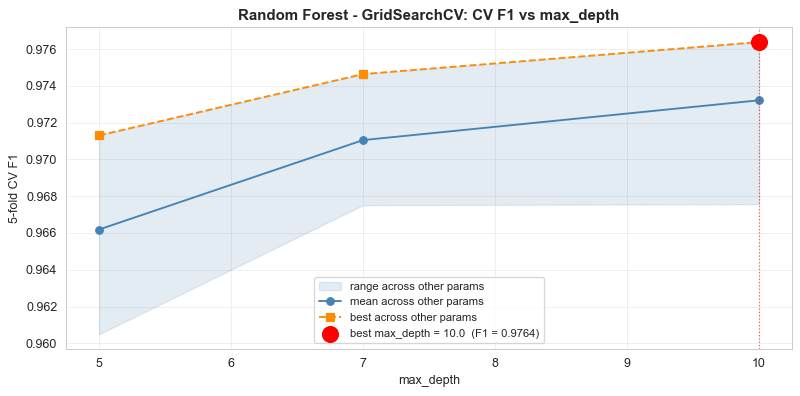 Random Forest - GridSearchCV: CV F1 vs max_depth
0.976
0.974
0.972
0.970
0.968
0.966
0.964
0.962
0.960
5-fold CV F1
range across other params
mean across other params
best across other params
best max_depth = 10.0  (F1 = 0.9764)
5 6 7 8 9 10
max_depth